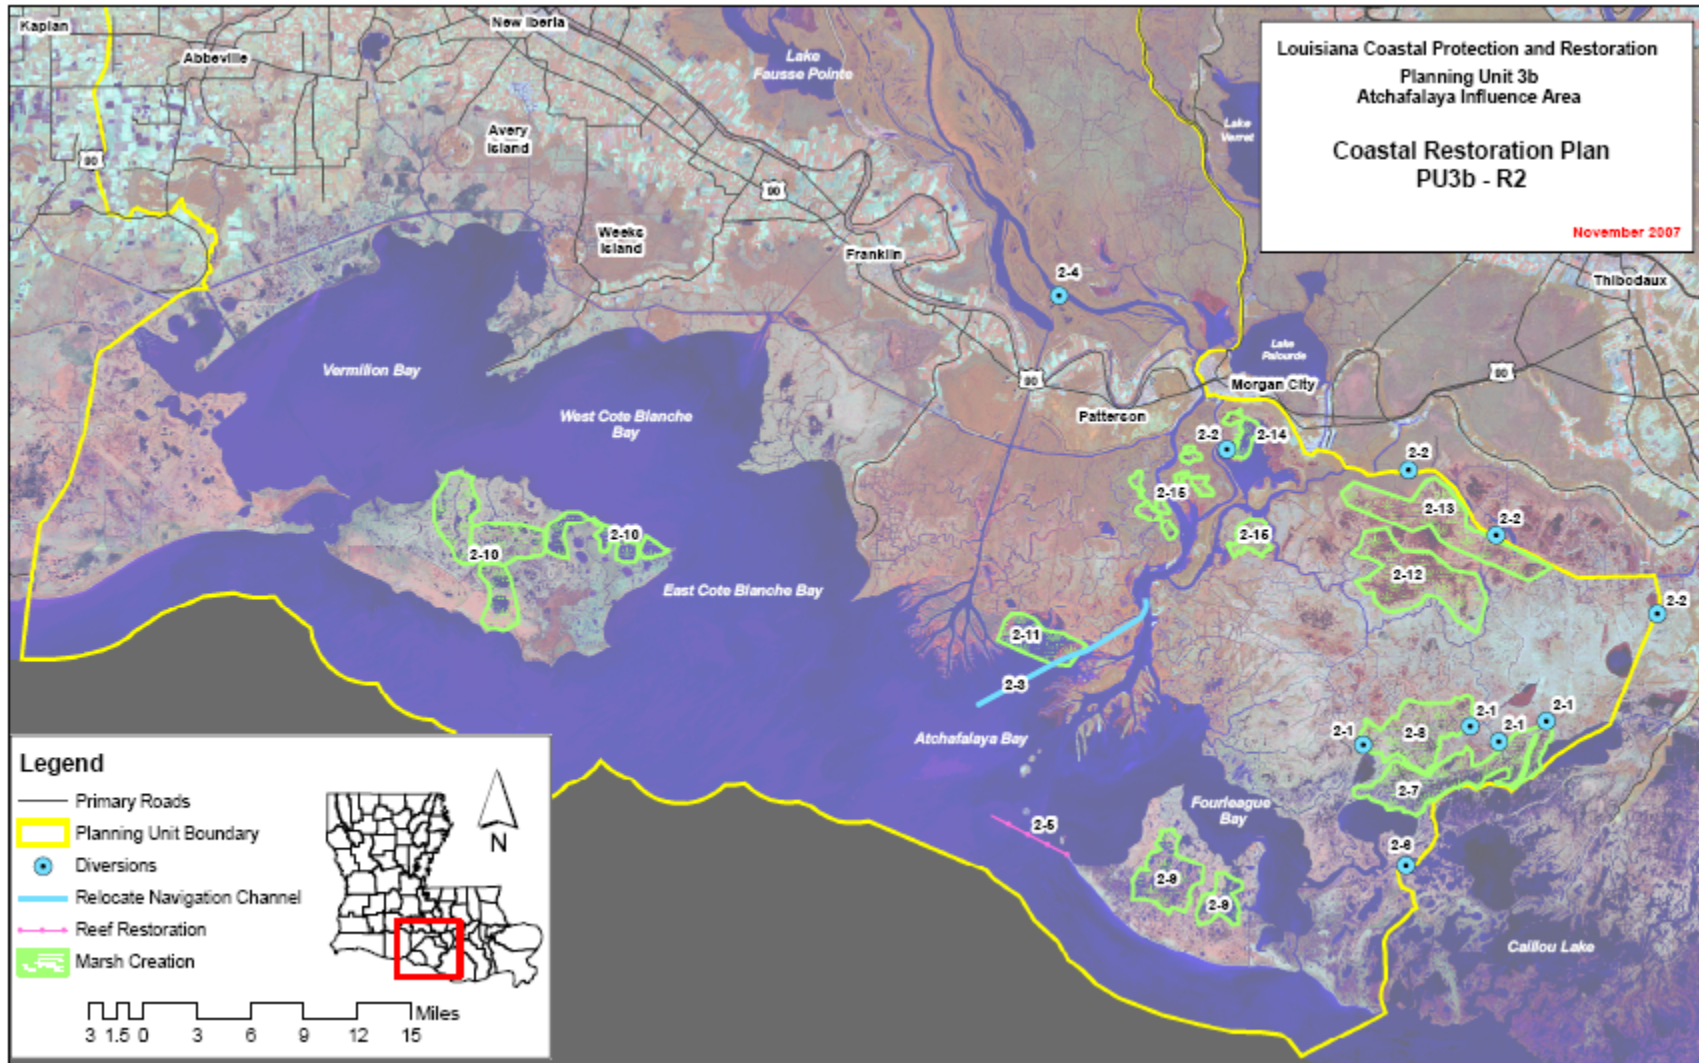 Kaplan
New Iberia
Abbeville
Lake
Fausse Pointe
Louisiana Coastal Protection and Restoration
Planning Unit 3b
Atchafalaya Influence Area
Coastal Restoration Plan
PU3b - R2
November 2007
Lake
Verret
Avery
Island
90
90
Weeks
Island
Franklin
2-4
Thibodaux
Lake
Palourde
Vermilion Bay
90
90
Morgan City
West Cote Blanche
Bay
Patterson
2-2
2-14
2-2
2-15
2-13
2-2
2-10
2-10
2-15
2-12
East Cote Blanche Bay
2-2
2-11
2-3
Atchafalaya Bay
2-1
2-8
2-1
2-1
2-1
2-7
Fourleague
Bay
2-5
2-6
2-9
2-9
Caillou Lake
Legend
Primary Roads
Planning Unit Boundary
Diversions
Relocate Navigation Channel
Reef Restoration
Marsh Creation
N
Miles
3 1.5 0 3 6 9 12 15